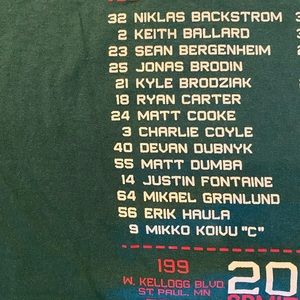 32 NIKLAS BACKSTROM
2 KEITH BALLARD
23 SEAN BERGENHEIM
25 JONAS BRODIN
21 KYLE BRODZIAK
18 RYAN CARTER
24 MATT COOKE
3 CHARLIE COYLE
40 DEVAN DUBNYK
55 MATT DUMBA
14 JUSTIN FONTAINE
64 MIKAEL GRANLUND
56 ERIK HAULA
9 MIKKO KOIVU "C"
199
W. KELLOGG BLVD.
ST. PAUL, MN
20